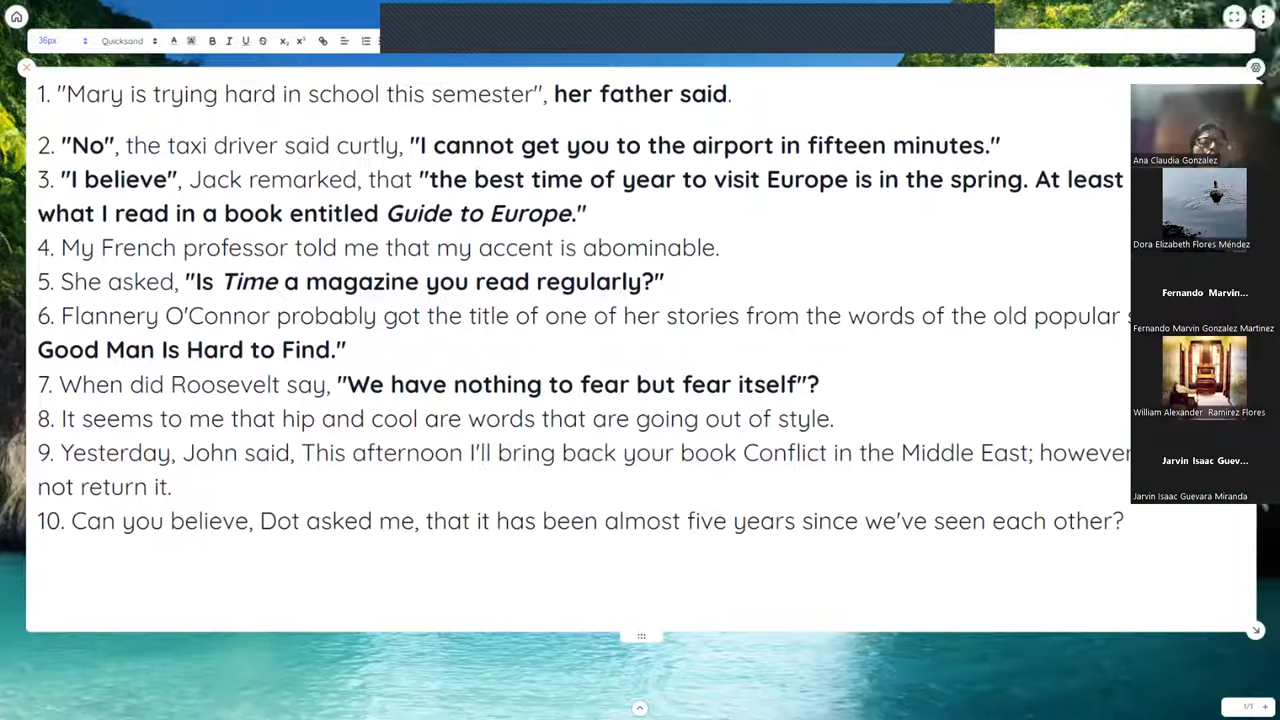 36px Quicksand A A B I U S X₂ X²
1. "Mary is trying hard in school this semester", her father said.
2. "No", the taxi driver said curtly, "I cannot get you to the airport in fifteen minutes."
3. "I believe", Jack remarked, that "the best time of year to visit Europe is in the spring. At least
what I read in a book entitled Guide to Europe."
4. My French professor told me that my accent is abominable.
5. She asked, "Is Time a magazine you read regularly?"
6. Flannery O'Connor probably got the title of one of her stories from the words of the old popular
Good Man Is Hard to Find."
7. When did Roosevelt say, "We have nothing to fear but fear itself"?
8. It seems to me that hip and cool are words that are going out of style.
9. Yesterday, John said, This afternoon I'll bring back your book Conflict in the Middle East; however
not return it.
10. Can you believe, Dot asked me, that it has been almost five years since we've seen each other?
Ana Claudia Gonzalez
Dora Elizabeth Flores Méndez
Fernando Marvin...
Fernando Marvin Gonzalez Martinez
William Alexander Ramirez Flores
Jarvin Isaac Guev...
Jarvin Isaac Guevara Miranda
1/1